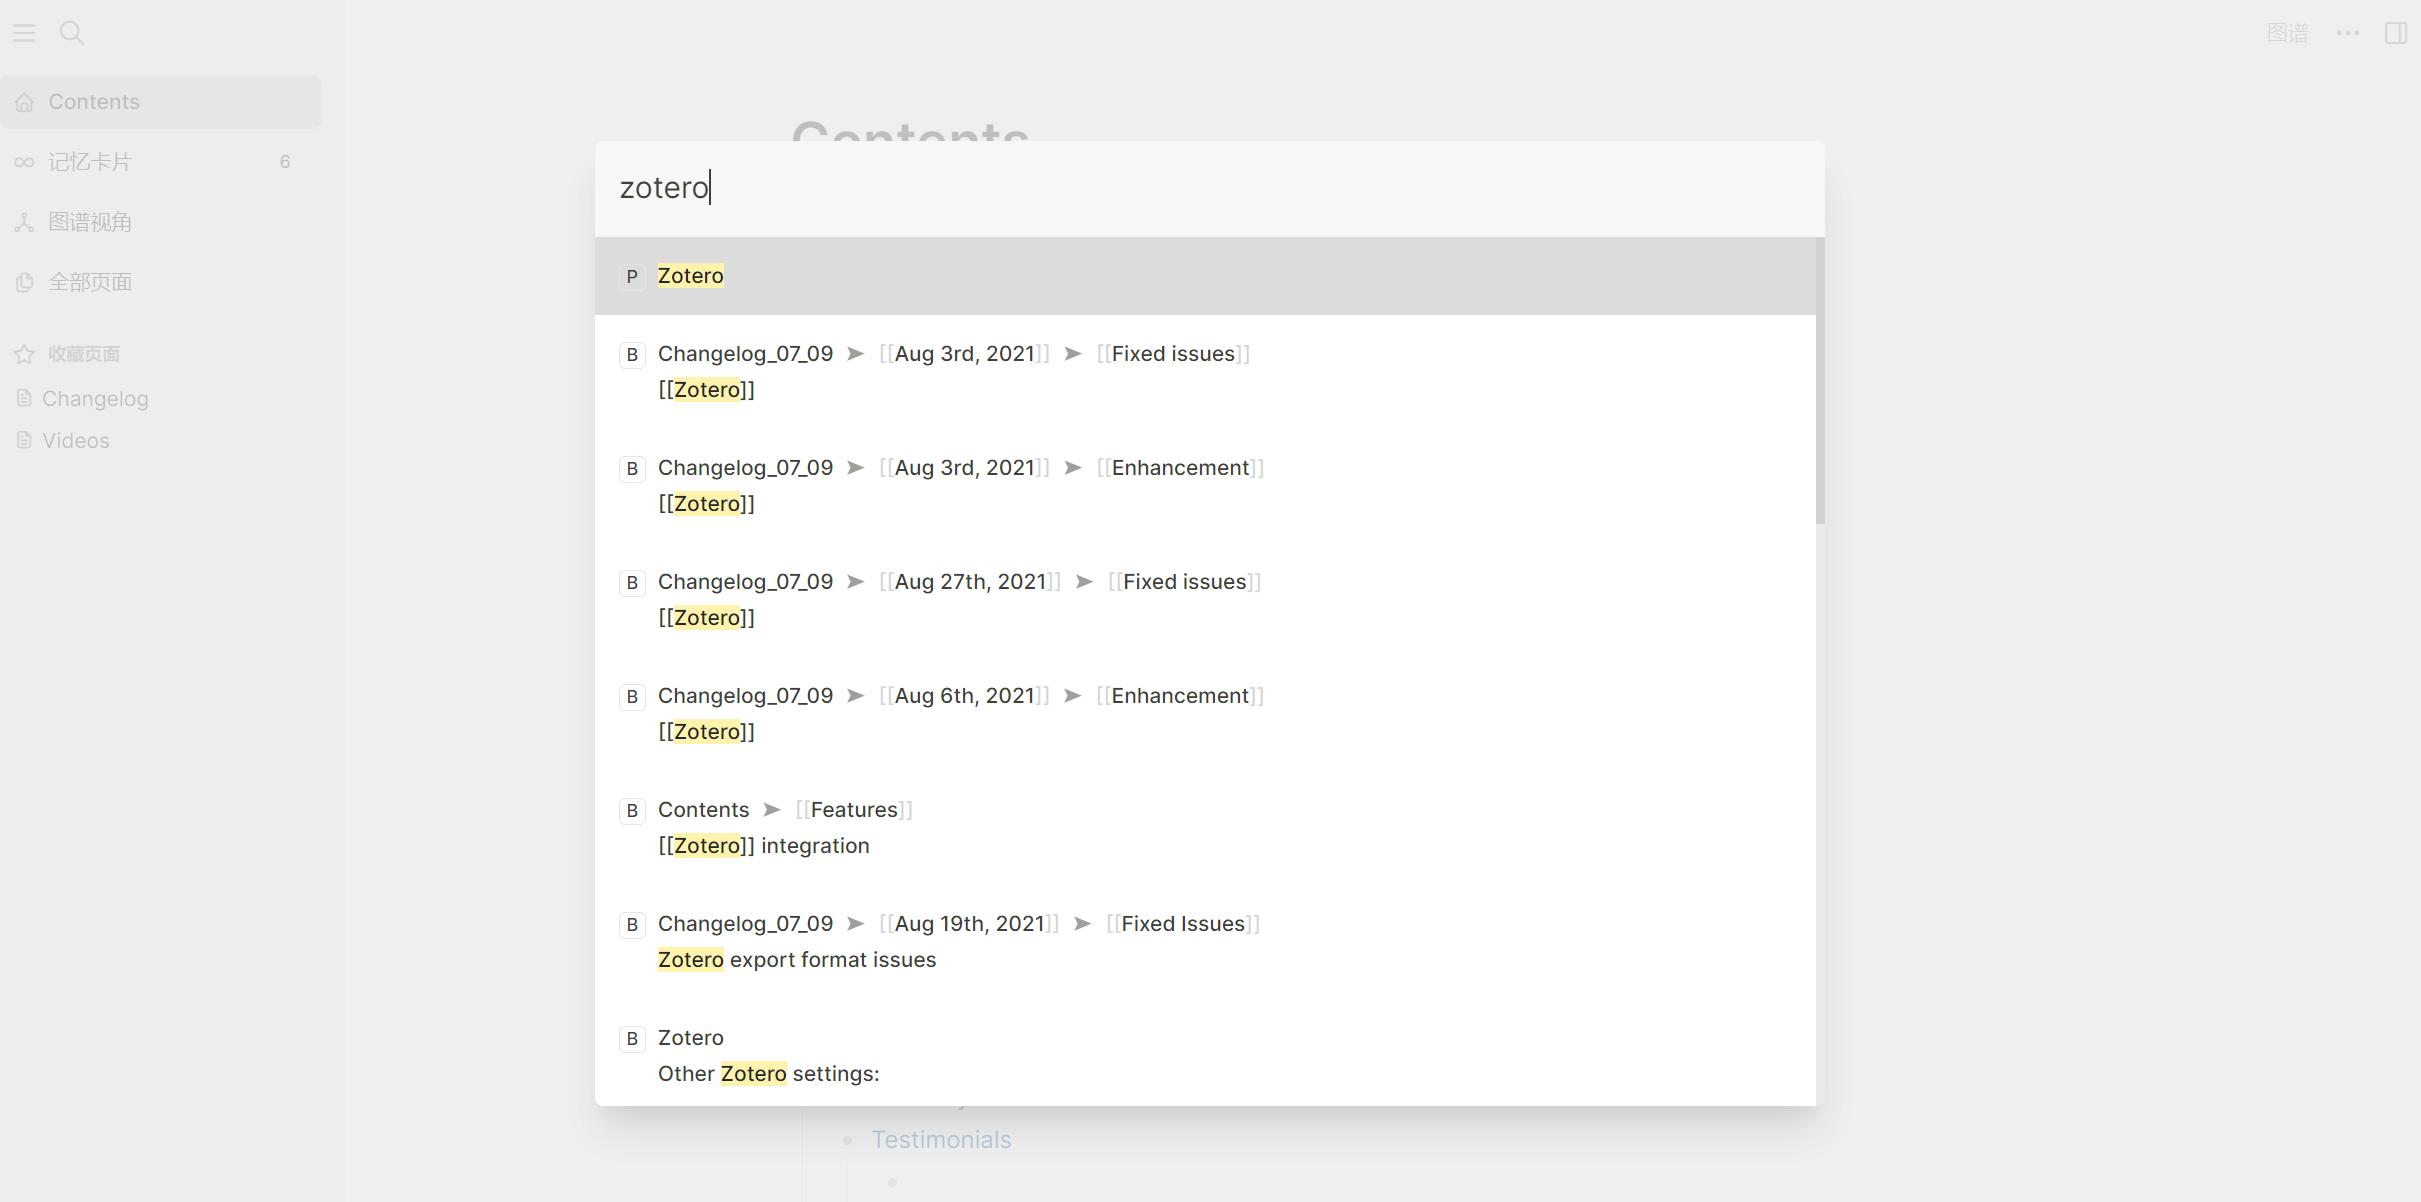 图谱
Contents
记忆卡片 6
图谱视角
全部页面
收藏页面
Changelog
Videos
Contents
zotero
P Zotero
B Changelog_07_09 ➤ [[Aug 3rd, 2021]] ➤ [[Fixed issues]]
[[Zotero]]
B Changelog_07_09 ➤ [[Aug 3rd, 2021]] ➤ [[Enhancement]]
[[Zotero]]
B Changelog_07_09 ➤ [[Aug 27th, 2021]] ➤ [[Fixed issues]]
[[Zotero]]
B Changelog_07_09 ➤ [[Aug 6th, 2021]] ➤ [[Enhancement]]
[[Zotero]]
B Contents ➤ [[Features]]
[[Zotero]] integration
B Changelog_07_09 ➤ [[Aug 19th, 2021]] ➤ [[Fixed Issues]]
Zotero export format issues
B Zotero
Other Zotero settings:
Testimonials